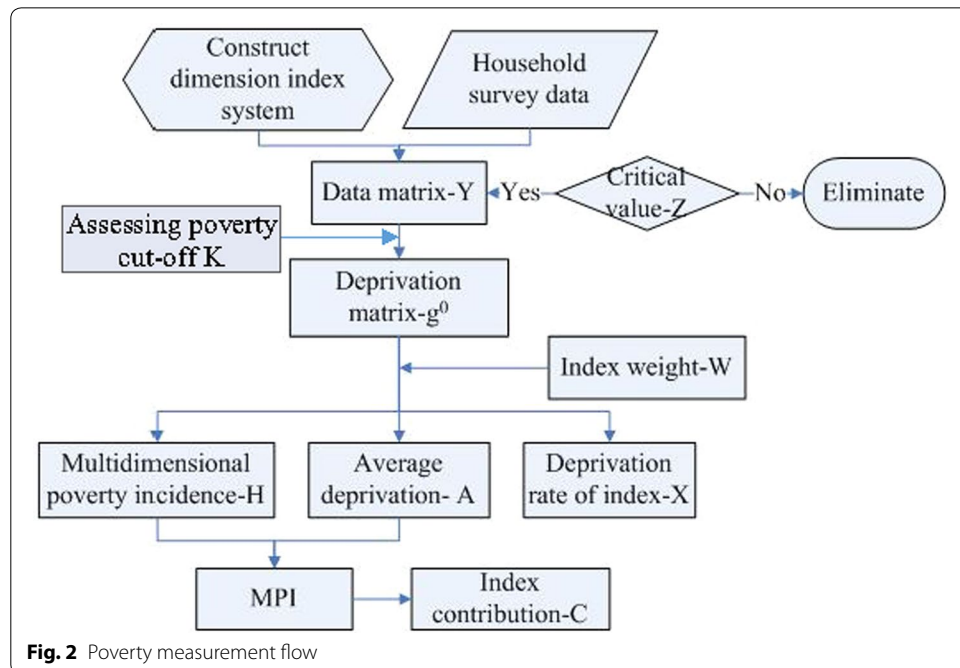 Construct
dimension index
system
Household
survey data
Data matrix-Y
Yes
Critical
value-Z
No
Eliminate
Assessing poverty
cut-off K
Deprivation
matrix-g⁰
Index weight-W
Multidimensional
poverty incidence-H
Average
deprivation- A
Deprivation
rate of index-X
MPI
Index
contribution-C
Fig. 2 Poverty measurement flow